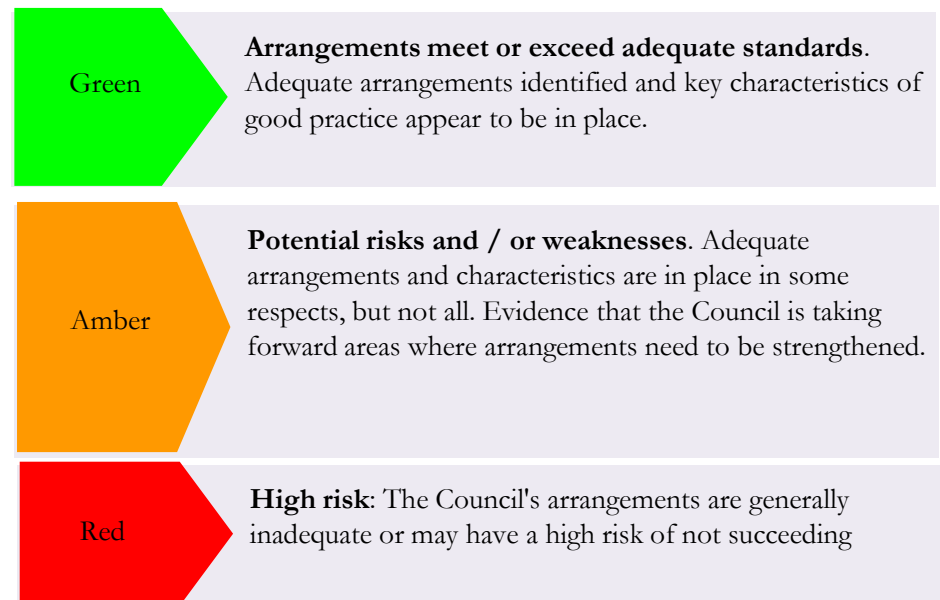 Green
Arrangements meet or exceed adequate standards.
Adequate arrangements identified and key characteristics of
good practice appear to be in place.
Amber
Potential risks and / or weaknesses. Adequate
arrangements and characteristics are in place in some
respects, but not all. Evidence that the Council is taking
forward areas where arrangements need to be strengthened.
Red
High risk: The Council's arrangements are generally
inadequate or may have a high risk of not succeeding